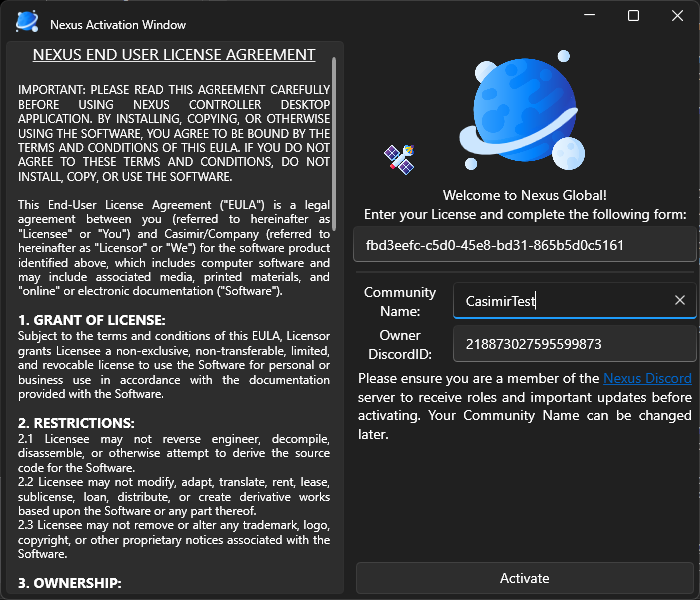 Nexus Activation Window
NEXUS END USER LICENSE AGREEMENT
IMPORTANT: PLEASE READ THIS AGREEMENT CAREFULLY
BEFORE USING NEXUS CONTROLLER DESKTOP
APPLICATION. BY INSTALLING, COPYING, OR OTHERWISE
USING THE SOFTWARE, YOU AGREE TO BE BOUND BY THE
TERMS AND CONDITIONS OF THIS EULA. IF YOU DO NOT
AGREE TO THESE TERMS AND CONDITIONS, DO NOT
INSTALL, COPY, OR USE THE SOFTWARE.
This End-User License Agreement ("EULA") is a legal
agreement between you (referred to hereinafter as
"Licensee" or "You") and Casimir/Company (referred to
hereinafter as "Licensor" or "We") for the software product
identified above, which includes computer software and
may include associated media, printed materials, and
"online" or electronic documentation ("Software").
1. GRANT OF LICENSE:
Subject to the terms and conditions of this EULA, Licensor
grants Licensee a non-exclusive, non-transferable, limited,
and revocable license to use the Software for personal or
business use in accordance with the documentation
provided with the Software.
2. RESTRICTIONS:
2.1 Licensee may not reverse engineer, decompile,
disassemble, or otherwise attempt to derive the source
code for the Software.
2.2 Licensee may not modify, adapt, translate, rent, lease,
sublicense, loan, distribute, or create derivative works
based upon the Software or any part thereof.
2.3 Licensee may not remove or alter any trademark, logo,
copyright, or other proprietary notices associated with the
Software.
3. OWNERSHIP:
Welcome to Nexus Global!
Enter your License and complete the following form:
fbd3eefc-c5d0-45e8-bd31-865b5d0c5161
Community
Name:
CasimirTest
Owner
DiscordID:
218873027595599873
Please ensure you are a member of the Nexus Discord
server to receive roles and important updates before
activating. Your Community Name can be changed
later.
Activate